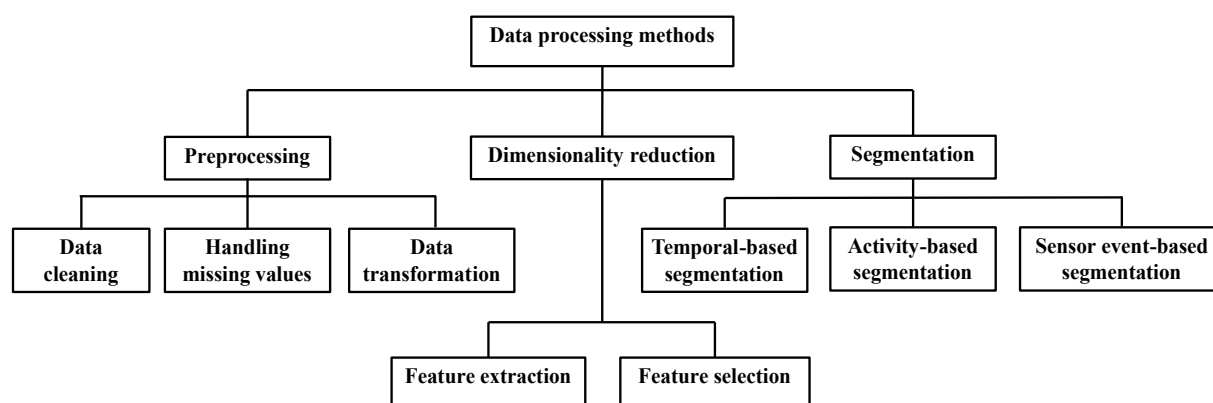 Data processing methods
Preprocessing
Dimensionality reduction
Segmentation
Data
cleaning
Handling
missing values
Data
transformation
Temporal-based
segmentation
Activity-based
segmentation
Sensor event-based
segmentation
Feature extraction
Feature selection